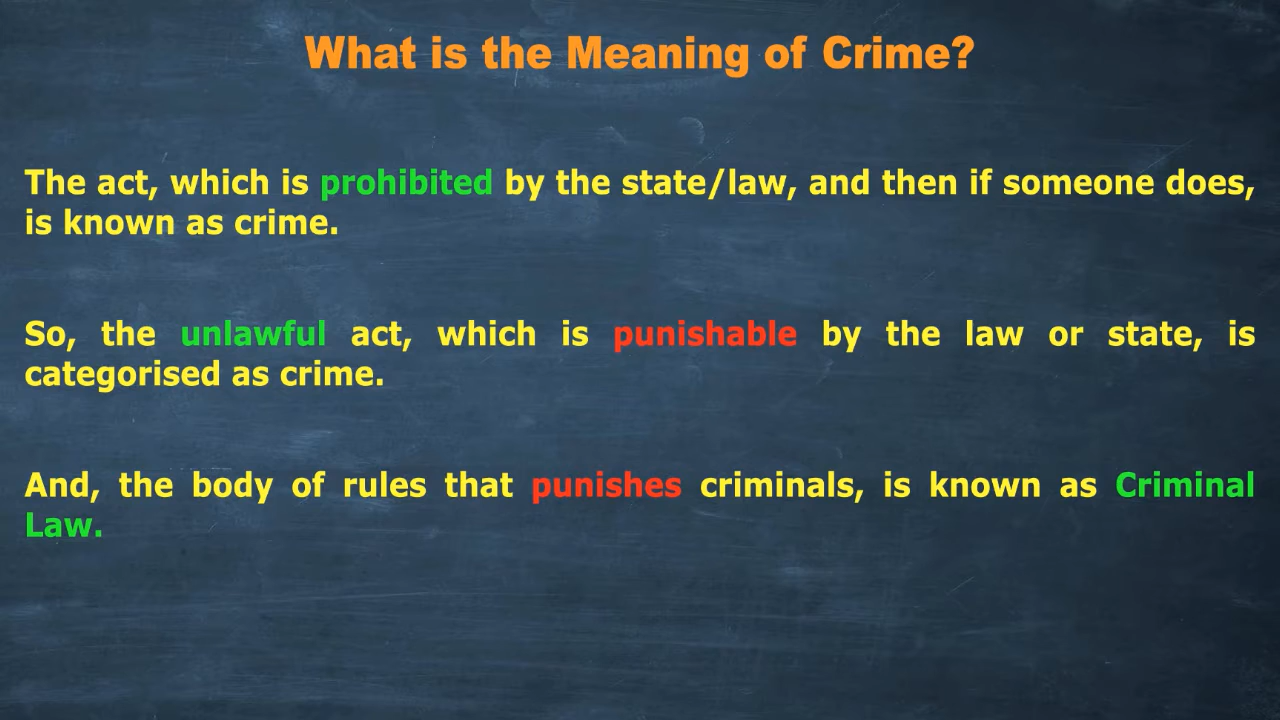 What is the Meaning of Crime?
The act, which is prohibited by the state/law, and then if someone does,
is known as crime.
So, the unlawful act, which is punishable by the law or state, is
categorised as crime.
And, the body of rules that punishes criminals, is known as Criminal
Law.